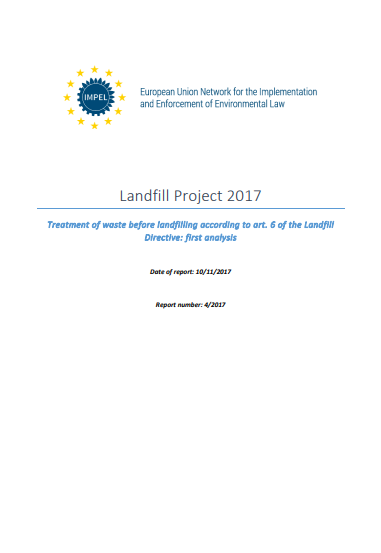 IMPEL
European Union Network for the Implementation
and Enforcement of Environmental Law
Landfill Project 2017
Treatment of waste before landfilling according to art. 6 of the Landfill
Directive: first analysis
Date of report: 10/11/2017
Report number: 4/2017